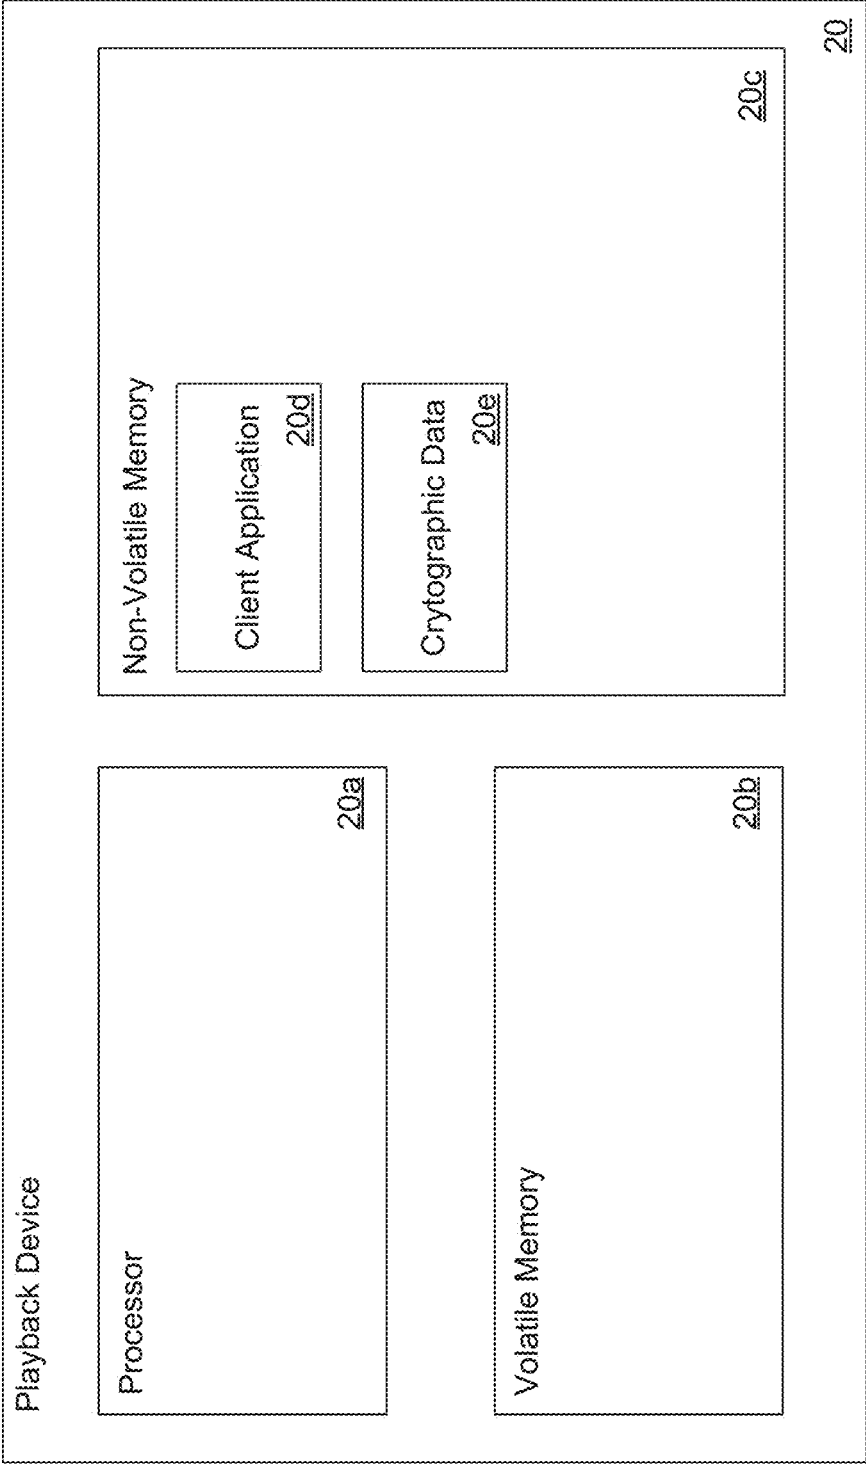 Playback Device
Processor
20a
Volatile Memory
20b
Non-Volatile Memory
Client Application
20d
Crytographic Data
20e
20c
20